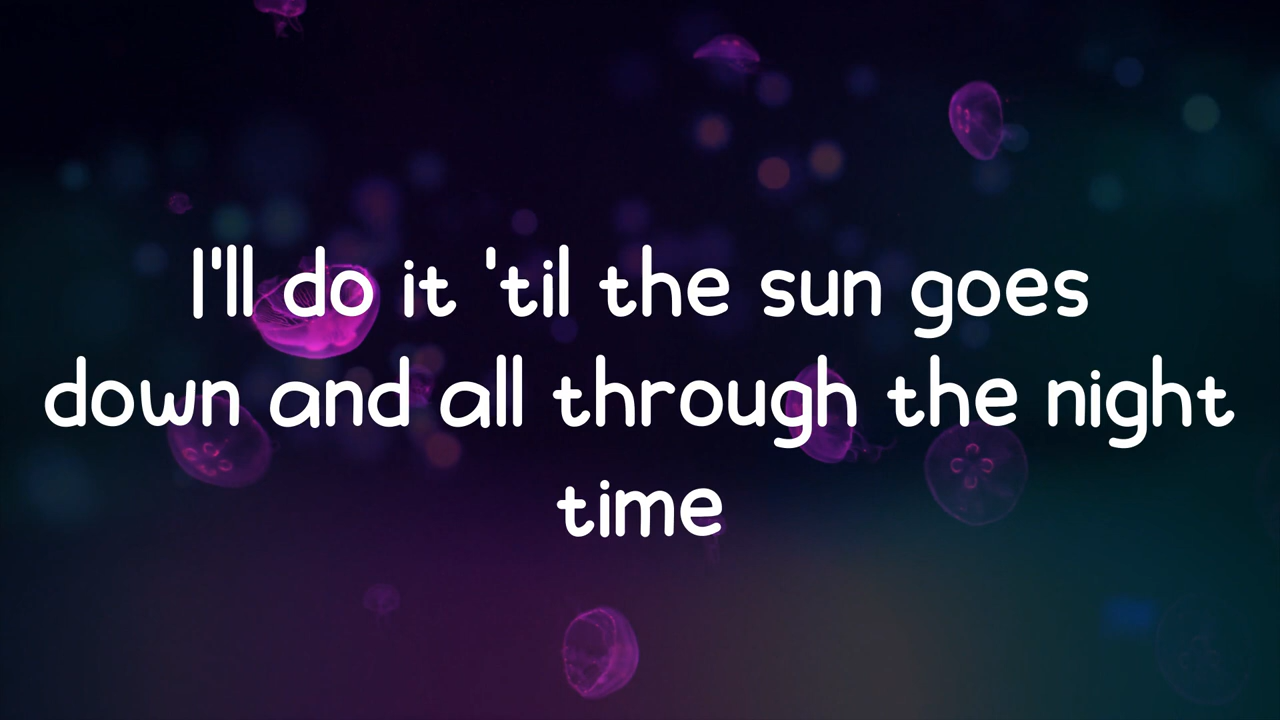 I'll do it 'til the sun goes
down and all through the night
time